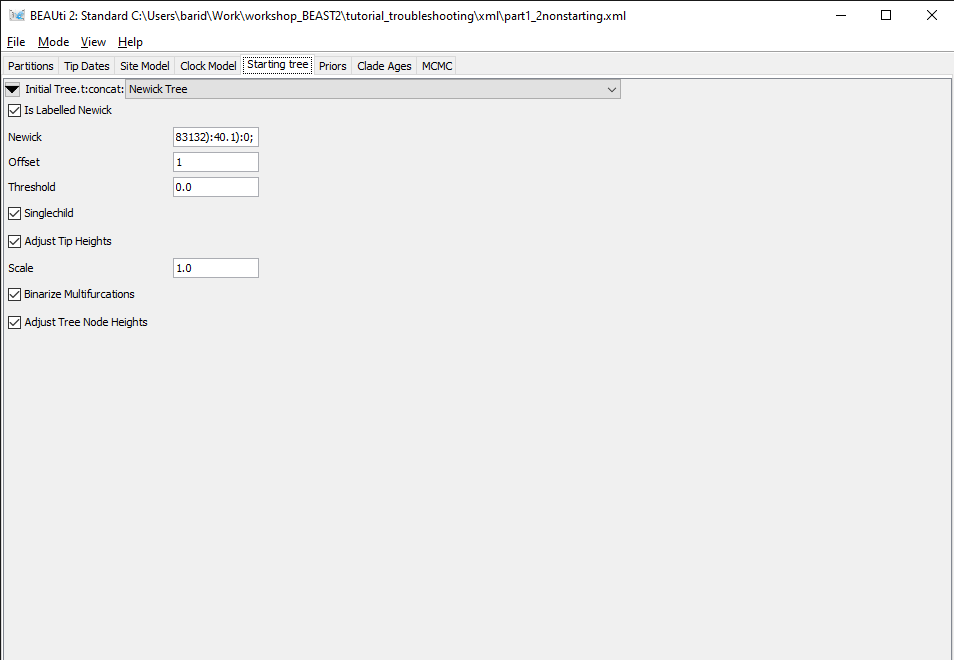 BEAUti 2: Standard C:\Users\barid\Work\workshop_BEAST2\tutorial_troubleshooting\xml\part1_2nonstarting.xml
File Mode View Help
Partitions Tip Dates Site Model Clock Model Starting tree Priors Clade Ages MCMC
Initial Tree.t:concat: Newick Tree
Is Labelled Newick
Newick 83132):40.1):0;
Offset 1
Threshold 0.0
Singlechild
Adjust Tip Heights
Scale 1.0
Binarize Multifurcations
Adjust Tree Node Heights